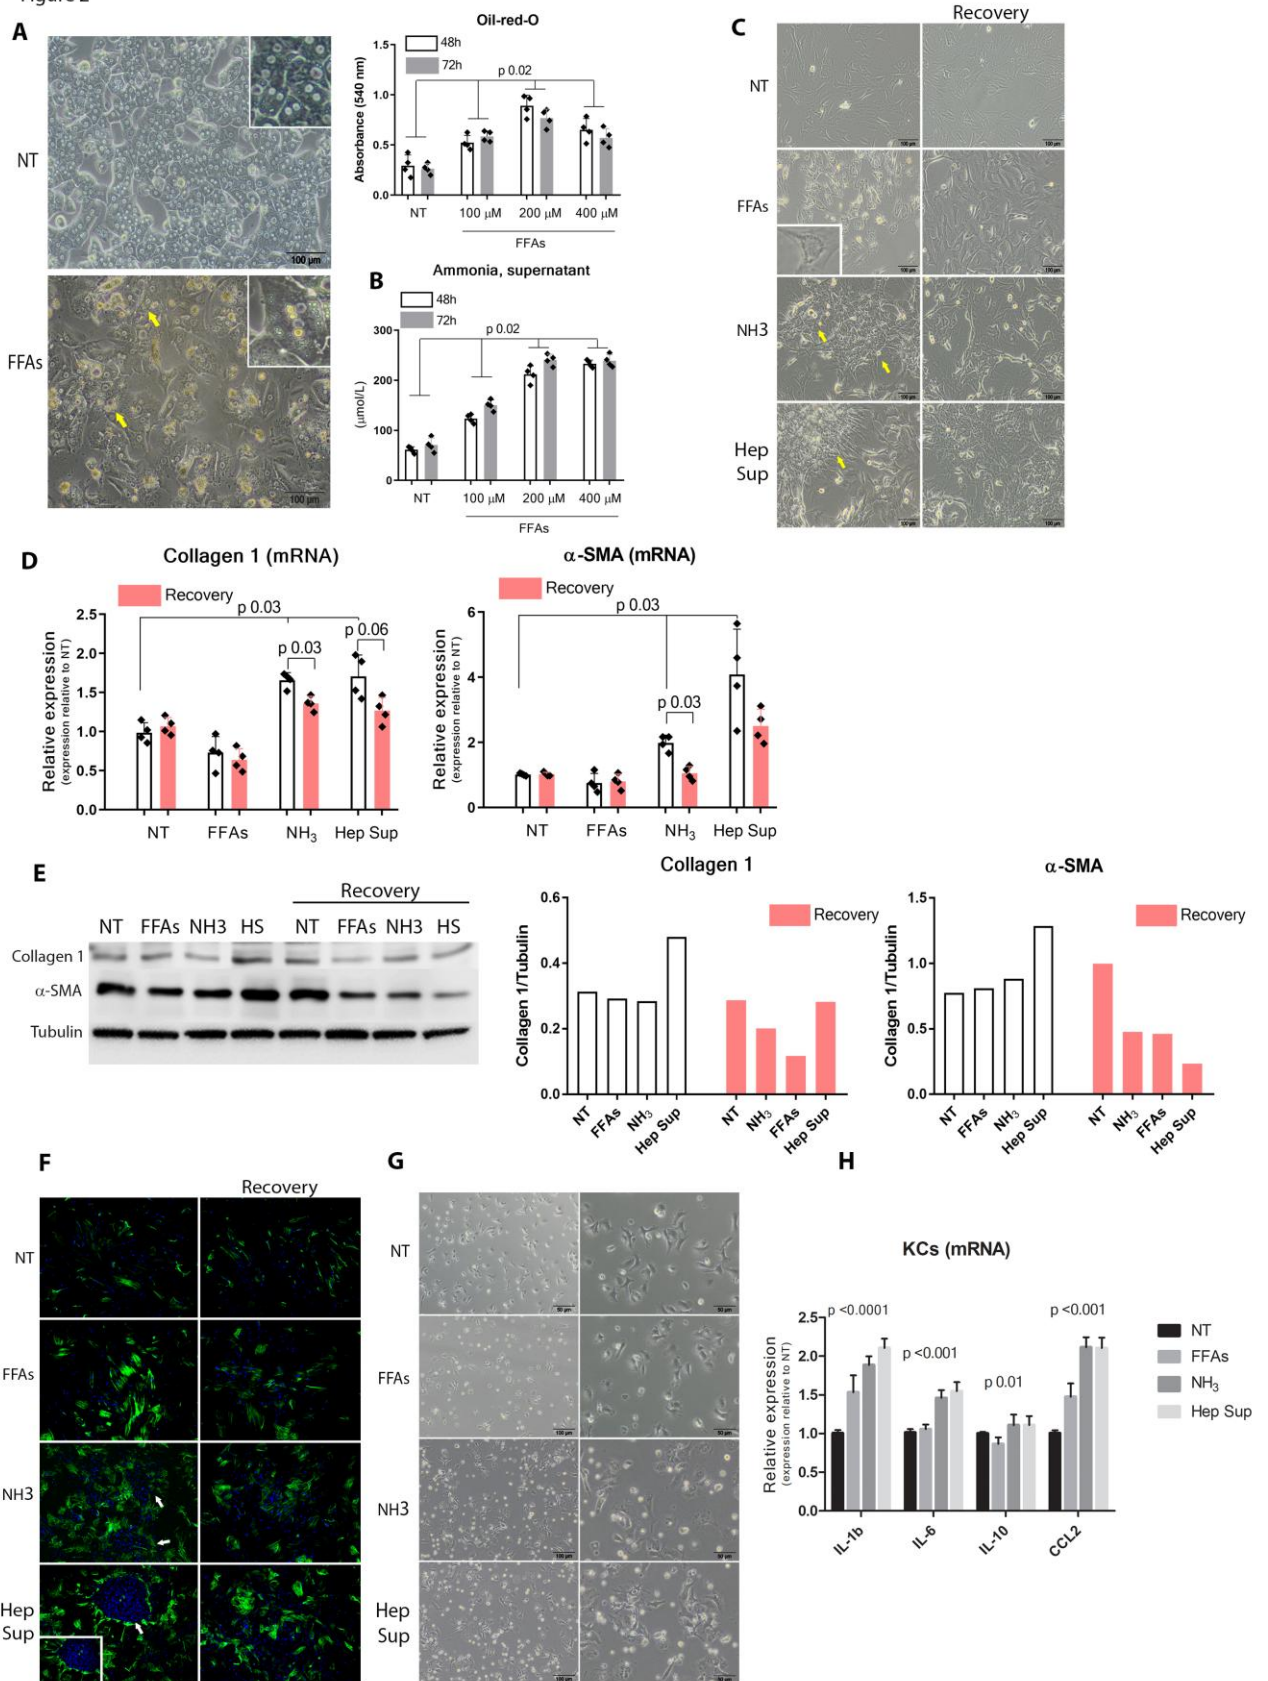 Figure 2
A
NT
100 µm
FFAs
100 µm
Oil-red-O
48h
72h
p 0.02
Absorbance (540 nm)
1.5
1.0
0.5
0.0
NT
100 µM
200 µM
400 µM
FFAs
B
Ammonia, supernatant
48h
72h
p 0.02
(µmol/L)
300
200
100
0
NT
100 µM
200 µM
400 µM
FFAs
C
Recovery
NT
FFAs
NH3
Hep
Sup
D
Collagen 1 (mRNA)
Recovery
p 0.03
p 0.03
p 0.06
Relative expression
(expression relative to NT)
2.5
2.0
1.5
1.0
0.5
0.0
NT
FFAs
NH₃
Hep Sup
α-SMA (mRNA)
Recovery
p 0.03
p 0.03
Relative expression
(expression relative to NT)
6
4
2
0
NT
FFAs
NH₃
Hep Sup
E
Recovery
NT FFAs NH3 HS NT FFAs NH3 HS
Collagen 1
α-SMA
Tubulin
Collagen 1
Recovery
Collagen 1/Tubulin
0.6
0.4
0.2
0.0
NT
FFAs
NH₃
Hep Sup
NT
NH₃
FFAs
Hep Sup
α-SMA
Recovery
Collagen 1/Tubulin
1.5
1.0
0.5
0.0
NT
FFAs
NH₃
Hep Sup
NT
NH₃
FFAs
Hep Sup
F
Recovery
NT
FFAs
NH3
Hep
Sup
G
NT
FFAs
NH3
Hep
Sup
H
KCs (mRNA)
p <0.0001
p <0.001
p 0.01
p <0.001
Relative expression
(expression relative to NT)
2.5
2.0
1.5
1.0
0.5
0.0
IL-1b
IL-6
IL-10
CCL2
NT
FFAs
NH₃
Hep Sup